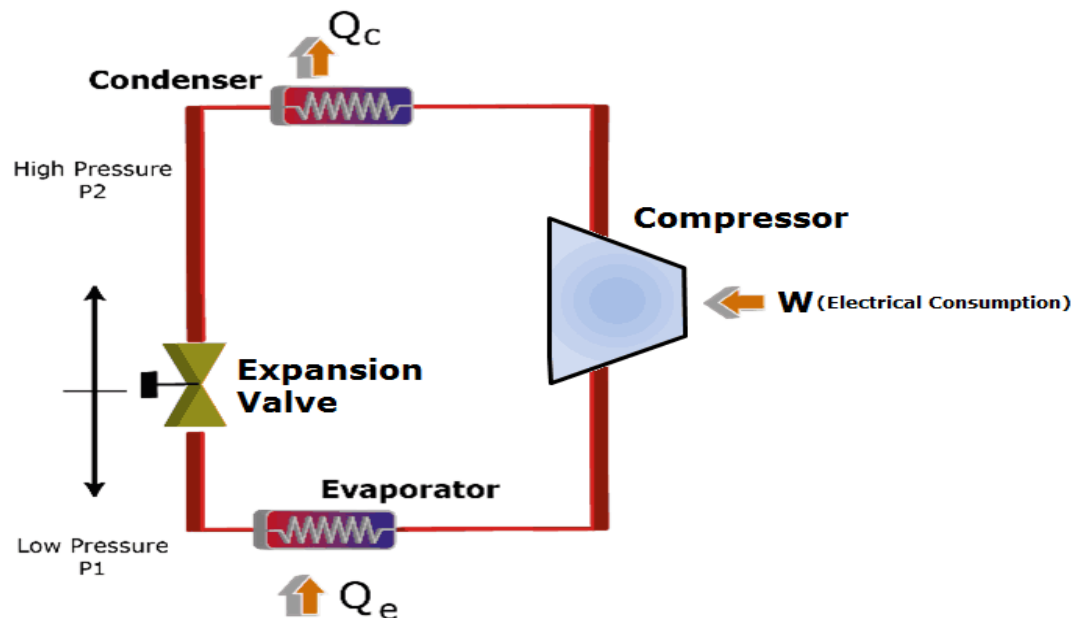 Qc
Condenser
High Pressure
P2
Compressor
W (Electrical Consumption)
Expansion
Valve
Evaporator
Low Pressure
P1
Qe